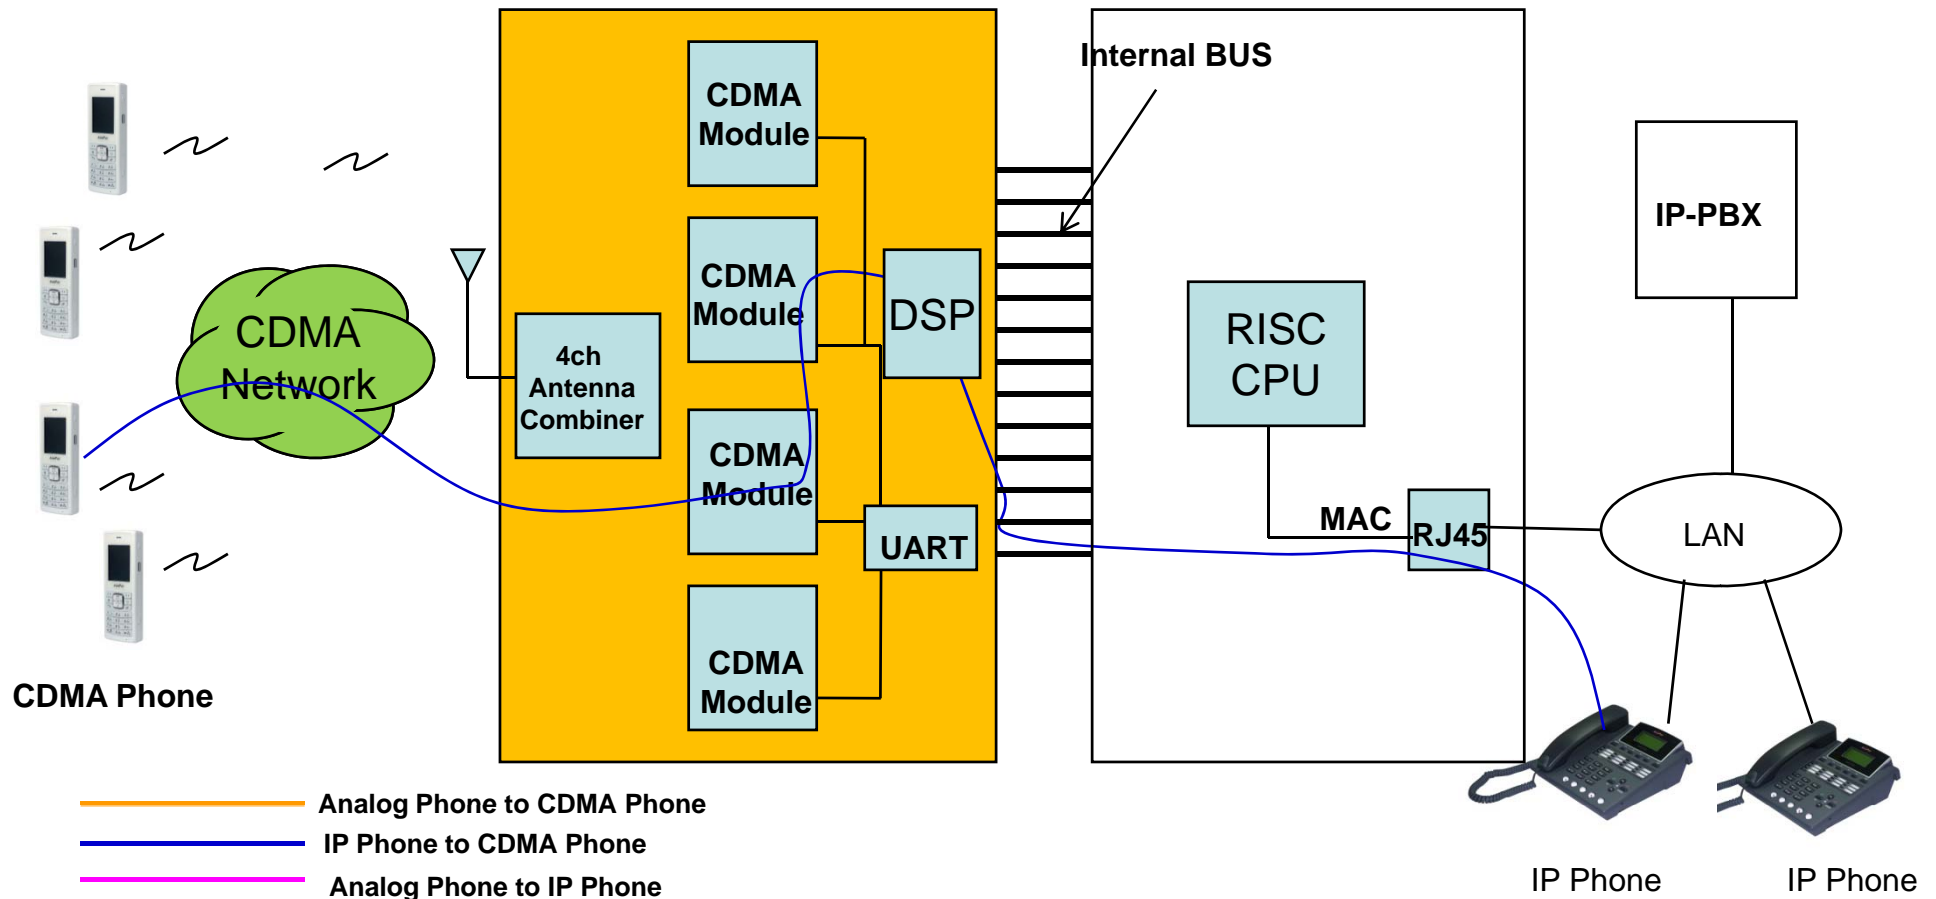 Internal BUS
CDMA
Module
CDMA
Module
CDMA
Module
CDMA
Module
CDMA
Network
4ch
Antenna
Combiner
DSP
UART
RISC
CPU
MAC
RJ45
IP-PBX
LAN
CDMA Phone
Analog Phone to CDMA Phone
IP Phone to CDMA Phone
Analog Phone to IP Phone
IP Phone
IP Phone